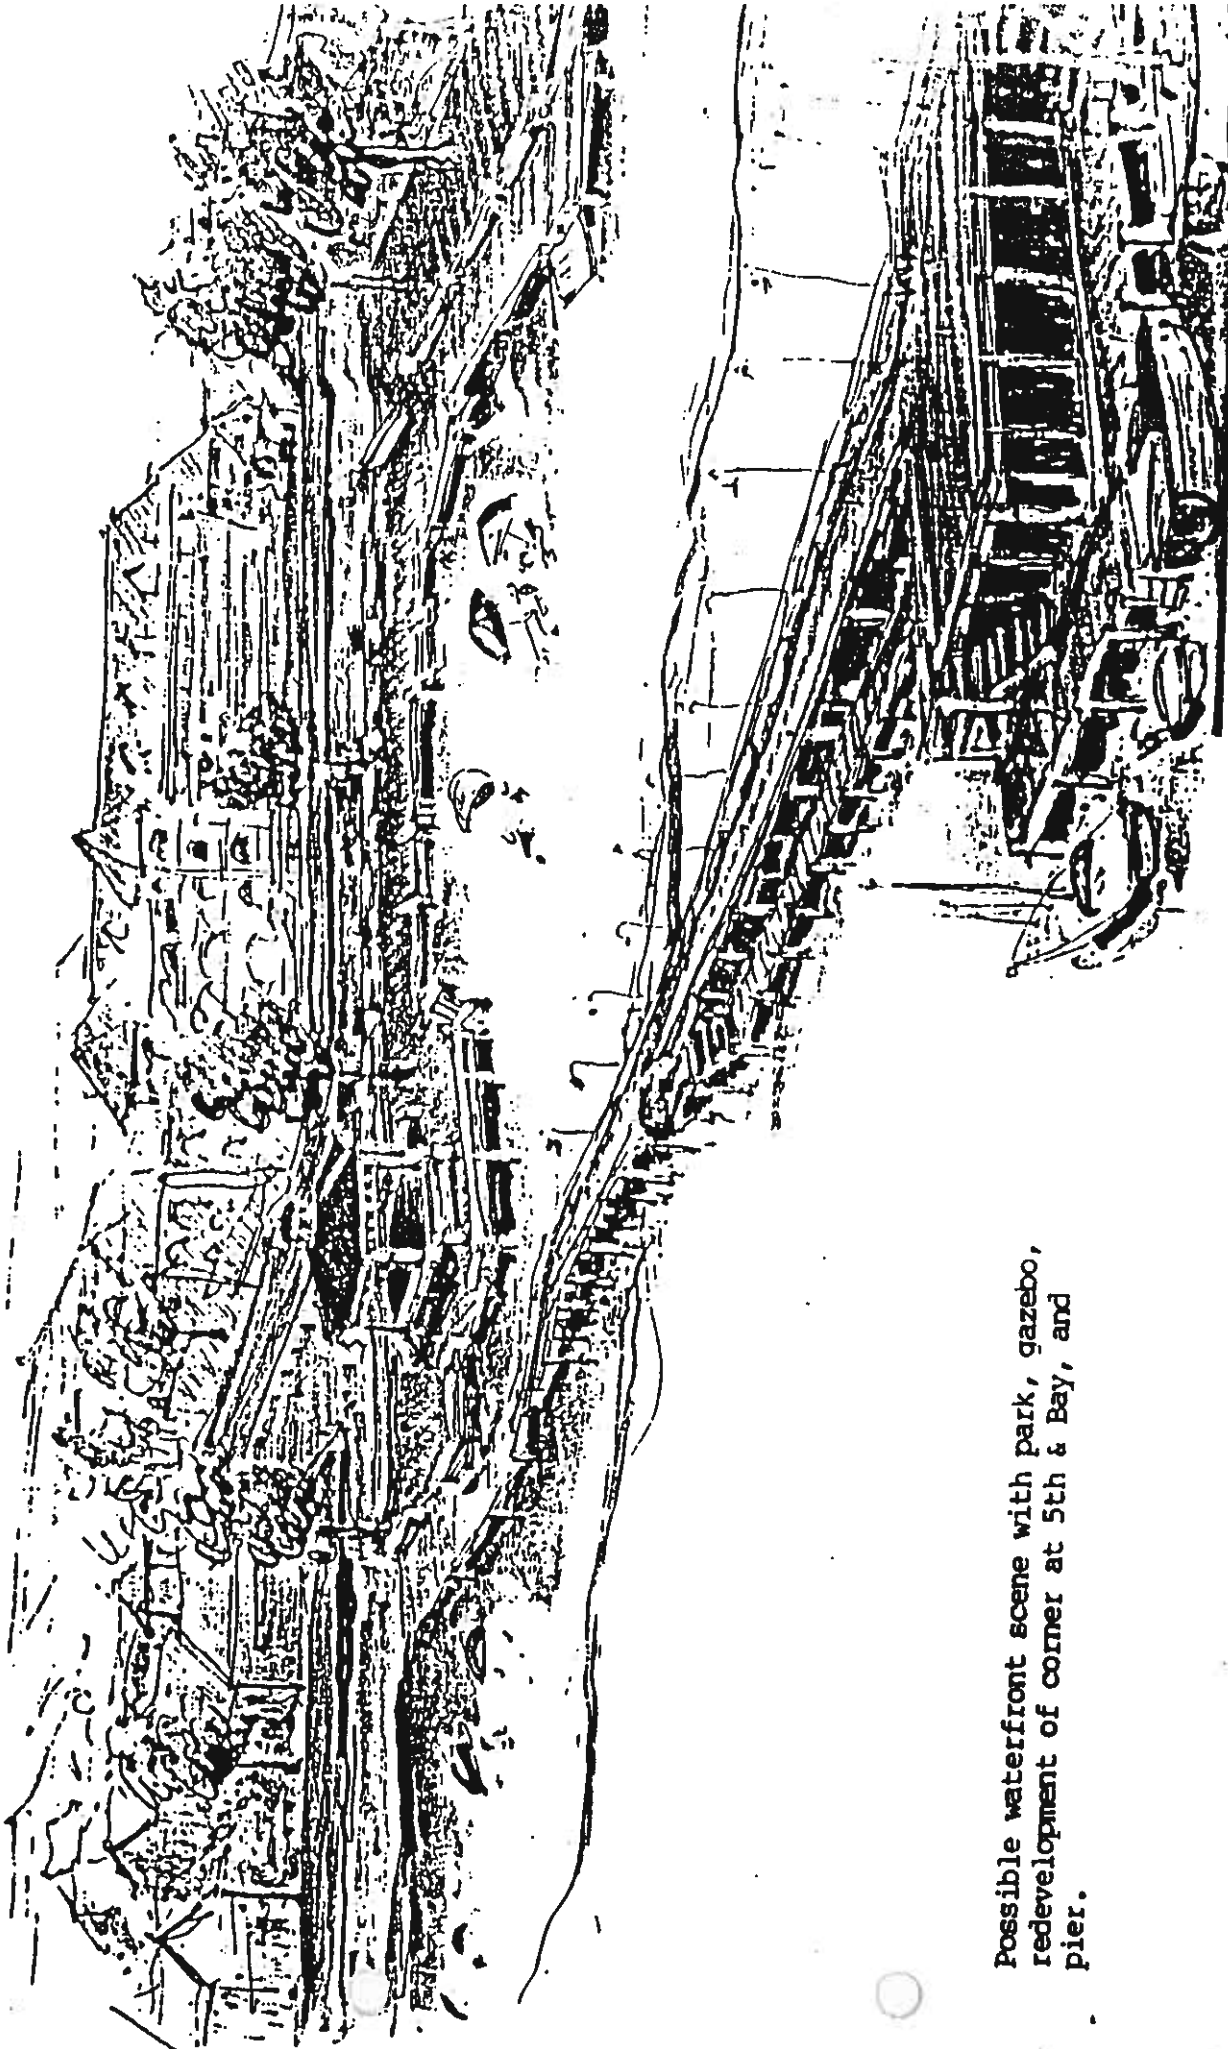 Possible waterfront scene with park, gazebo,
redevelopment of corner at 5th & Bay, and
pier.